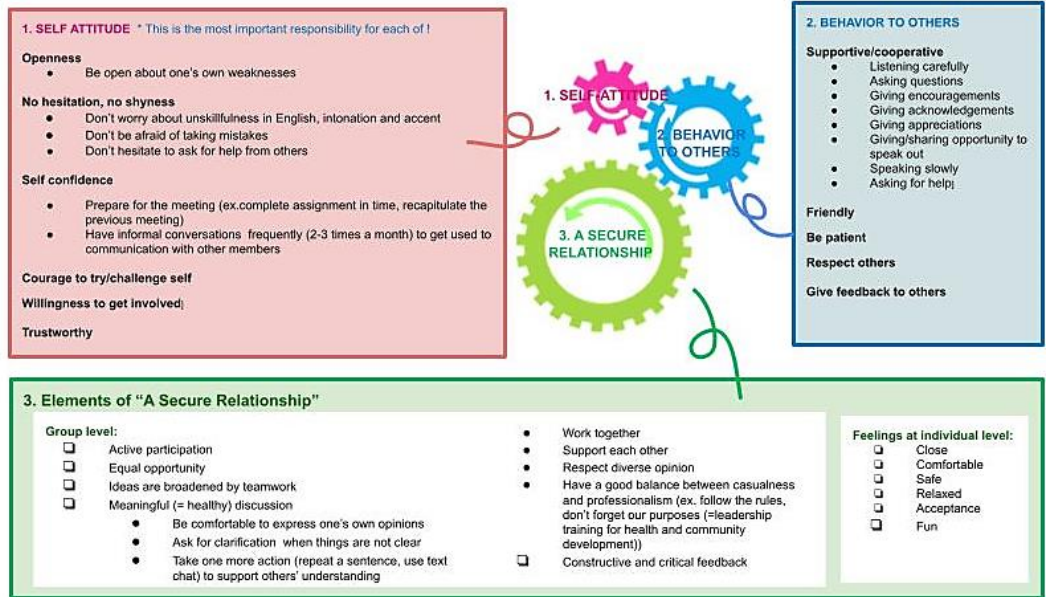 1. SELF ATTITUDE * This is the most important responsibility for each of !
Openness
● Be open about one's own weaknesses
No hesitation, no shyness
● Don't worry about unskillfulness in English, intonation and accent
● Don't be afraid of taking mistakes
● Don't hesitate to ask for help from others
Self confidence
● Prepare for the meeting (ex.complete assignment in time, recapitulate the
previous meeting)
● Have informal conversations frequently (2-3 times a month) to get used to
communication with other members
Courage to try/challenge self
Willingness to get involved
Trustworthy
1. SELF-ATTITUDE
2. BEHAVIOR
TO OTHERS
3. A SECURE
RELATIONSHIP
2. BEHAVIOR TO OTHERS
Supportive/cooperative
● Listening carefully
● Asking questions
● Giving encouragements
● Giving acknowledgements
● Giving appreciations
● Giving/sharing opportunity to
speak out
● Speaking slowly
● Asking for help
Friendly
Be patient
Respect others
Give feedback to others
3. Elements of "A Secure Relationship"
Group level:
❏ Active participation
❏ Equal opportunity
❏ Ideas are broadened by teamwork
❏ Meaningful (= healthy) discussion
● Be comfortable to express one's own opinions
● Ask for clarification when things are not clear
● Take one more action (repeat a sentence, use text
chat) to support others' understanding
● Work together
● Support each other
● Respect diverse opinion
● Have a good balance between casualness
and professionalism (ex. follow the rules,
don't forget our purposes (=leadership
training for health and community
development))
❏ Constructive and critical feedback
Feelings at individual level:
❏ Close
❏ Comfortable
❏ Safe
❏ Relaxed
❏ Acceptance
❏ Fun